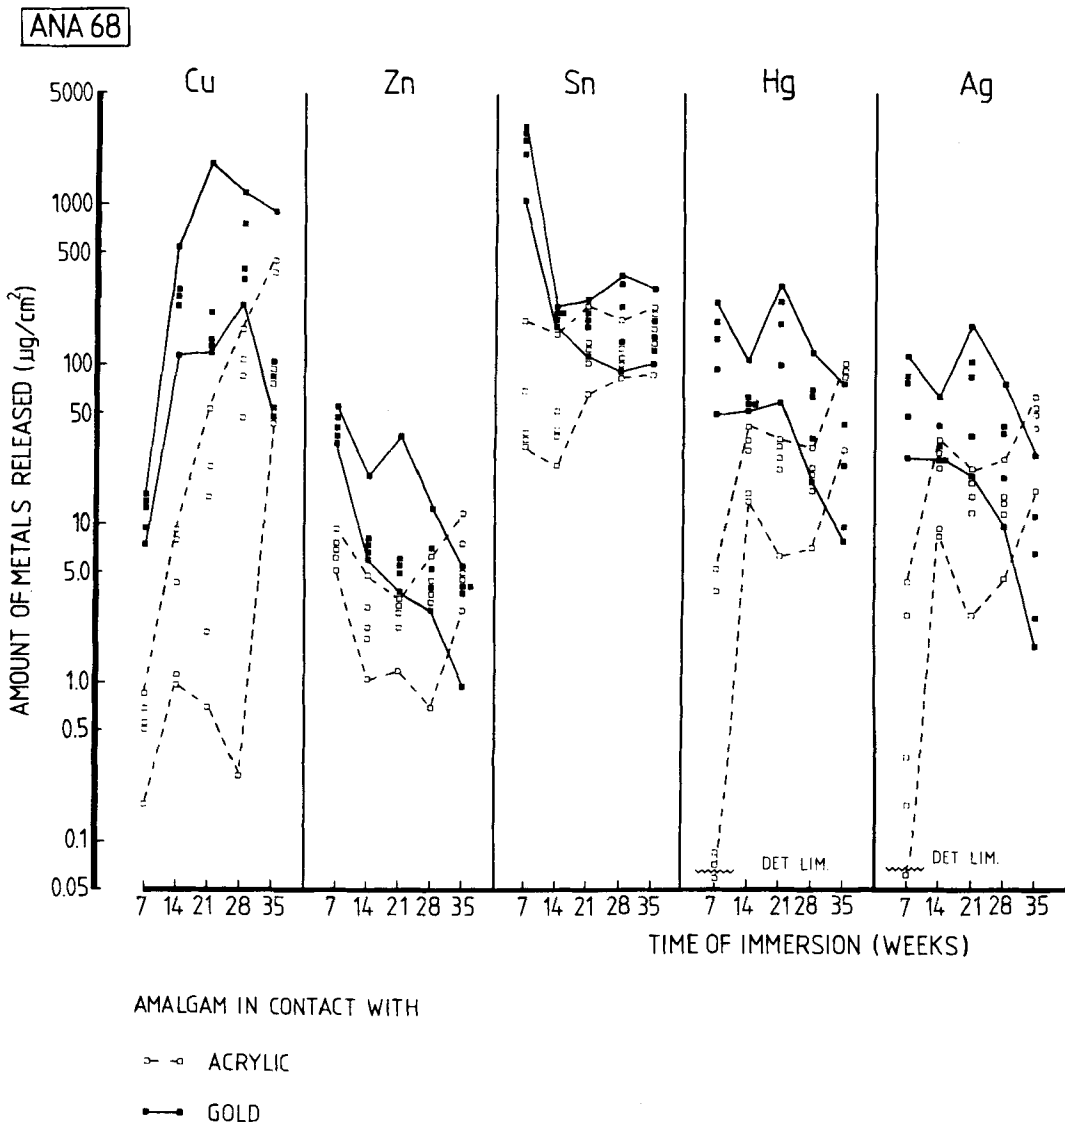 ANA 68
Cu Zn Sn Hg Ag
AMOUNT OF METALS RELEASED (µg/cm²)
5000
1000
500
100
50
10
5.0
1.0
0.5
0.1
0.05
DET LIM. DET LIM.
7 14 21 28 35 7 14 21 28 35 7 14 21 28 35 7 14 21 28 35 7 14 21 28 35
TIME OF IMMERSION (WEEKS)
AMALGAM IN CONTACT WITH
ACRYLIC
GOLD